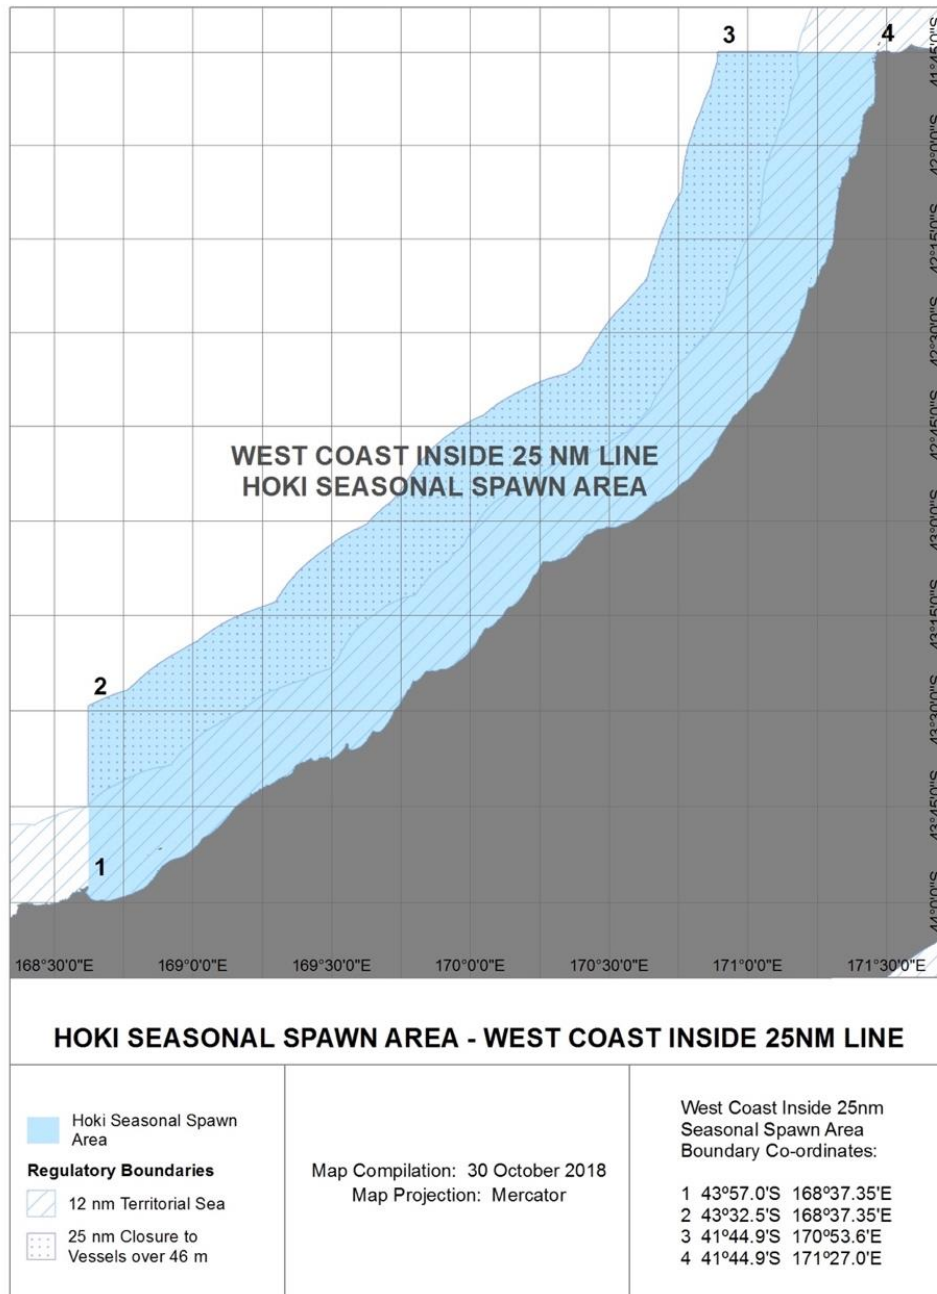 3
4
41°45'0"S
42°0'0"S
42°15'0"S
42°30'0"S
WEST COAST INSIDE 25 NM LINE
HOKI SEASONAL SPAWN AREA
42°45'0"S
43°0'0"S
43°15'0"S
2
43°30'0"S
43°45'0"S
1
44°0'0"S
168°30'0"E 169°0'0"E 169°30'0"E 170°0'0"E 170°30'0"E 171°0'0"E 171°30'0"E
HOKI SEASONAL SPAWN AREA - WEST COAST INSIDE 25NM LINE
Hoki Seasonal Spawn
Area
Regulatory Boundaries
12 nm Territorial Sea
25 nm Closure to
Vessels over 46 m
Map Compilation: 30 October 2018
Map Projection: Mercator
West Coast Inside 25nm
Seasonal Spawn Area
Boundary Co-ordinates:
1 43º57.0'S 168º37.35'E
2 43º32.5'S 168º37.35'E
3 41º44.9'S 170º53.6'E
4 41º44.9'S 171º27.0'E